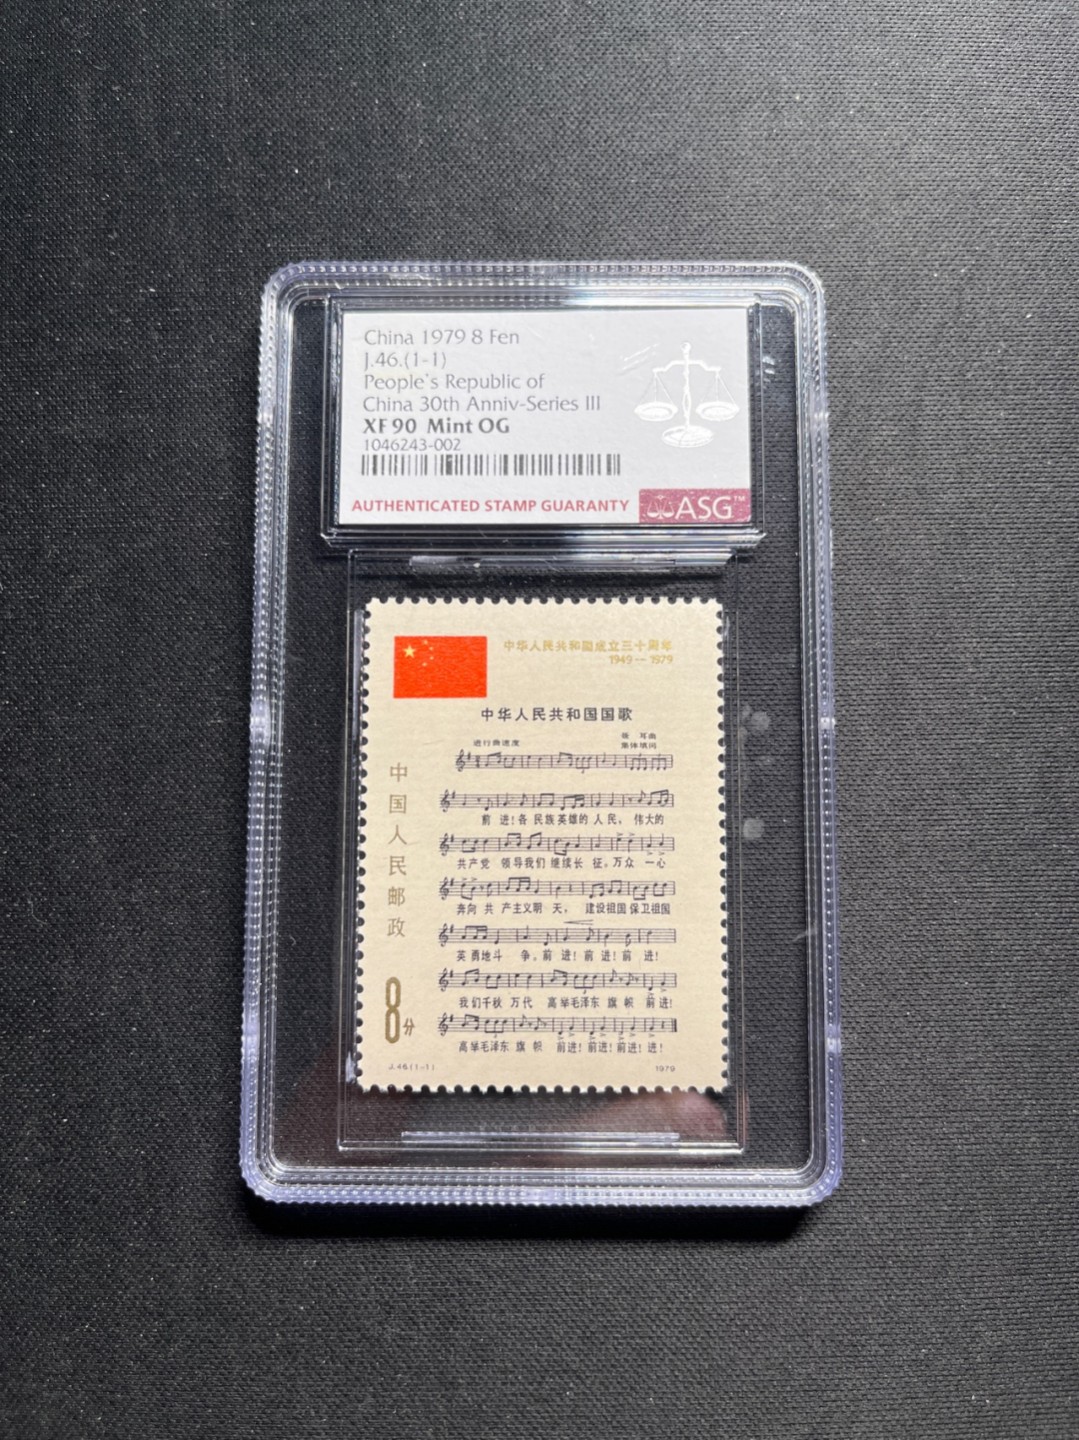 China 1979 8 Fen
J.46.(1-1)
People's Republic of
China 30th Anniv-Series III
XF 90 Mint OG
1046243-002
AUTHENTICATED STAMP GUARANTY
ASG™
中华人民共和国成立三十周年
1949—1979
中华人民共和国国歌
进行曲速度
聂 耳曲
集体填词
前 进!各 民族英雄的 人 民, 伟大的
共产党 领导我们 继续长 征。万众 一心
奔向 共 产主义明 天, 建设祖国 保卫祖国
英 勇地斗 争。前 进! 前 进! 前 进!
我们千秋 万代 高举毛泽东 旗 帜 前进!
高举毛泽东 旗 帜 前进! 前进! 前进! 进!
中国人民邮政
8分
J.46.(1-1)
1979